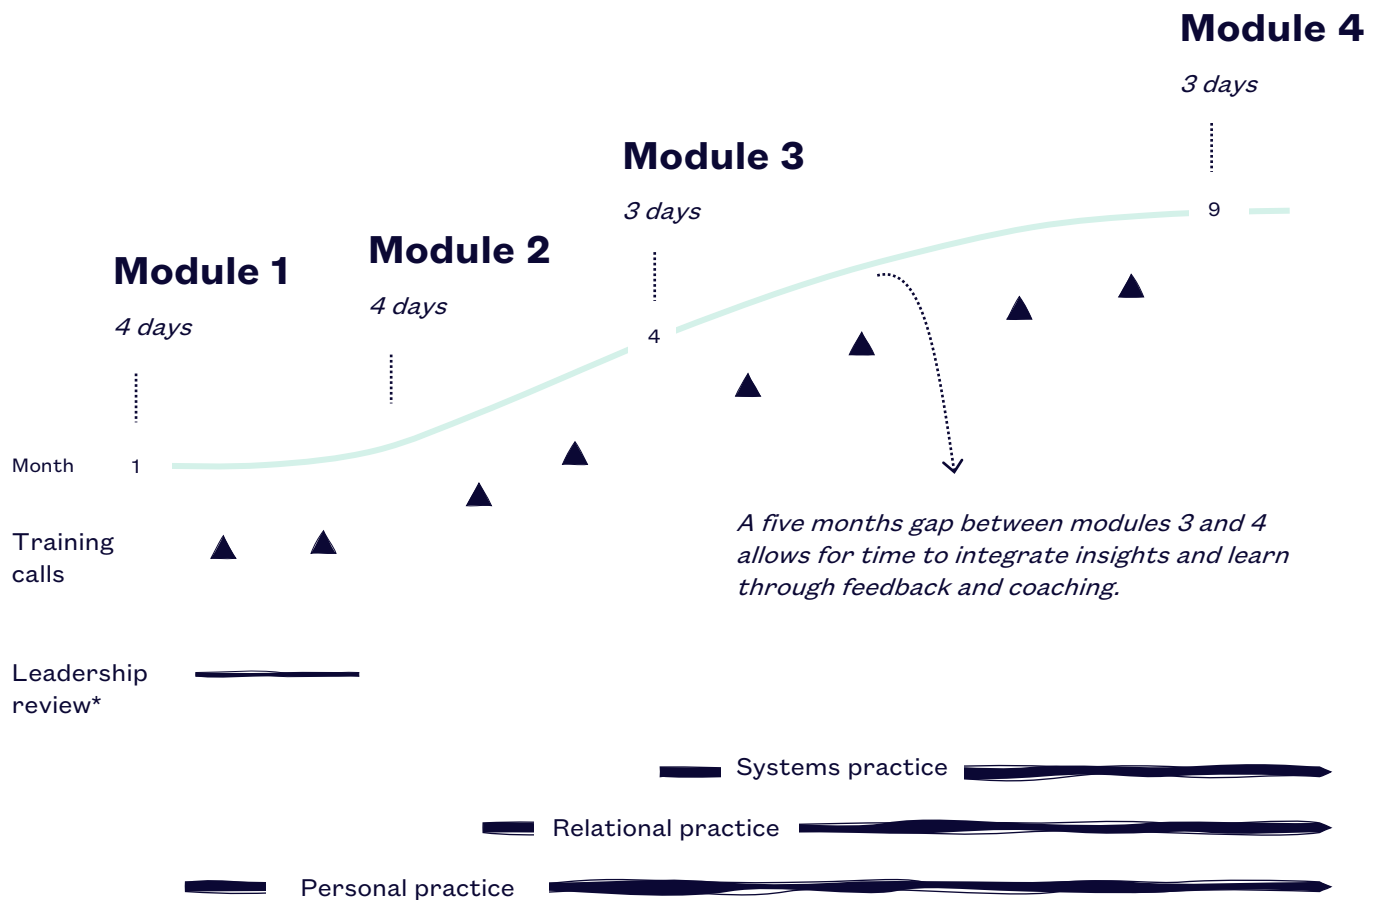 Module 4
3 days
Module 3
3 days
9
Module 2
4 days
Module 1
4 days
4
Month 1
Training
calls
A five months gap between modules 3 and 4
allows for time to integrate insights and learn
through feedback and coaching.
Leadership
review*
Systems practice
Relational practice
Personal practice